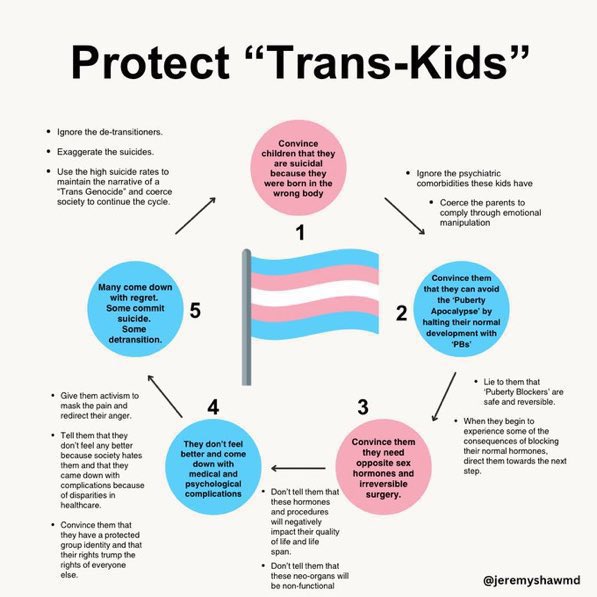 Protect “Trans-Kids”
• Ignore the de-transitioners.
• Exaggerate the suicides.
• Use the high suicide rates to
maintain the narrative of a
“Trans Genocide” and coerce
society to continue the cycle.
Convince
children that they
are suicidal
because they
were born in the
wrong body
1
• Ignore the psychiatric
comorbidities these kids have
• Coerce the parents to
comply through emotional
manipulation
Convince them
that they can avoid
the ‘Puberty
Apocalypse’ by
halting their normal
development with
‘PBs’
2
• Lie to them that
‘Puberty Blockers’ are
safe and reversible.
• When they begin to
experience some of the
consequences of blocking
their normal hormones,
direct them towards the next
step.
3
Convince them
they need
opposite sex
hormones and
irreversible
surgery.
• Don’t tell them that
these hormones
and procedures
will negatively
impact their quality
of life and life
span.
• Don’t tell them that
these neo-organs will
be non-functional
4
They don’t feel
better and come
down with
medical and
psychological
complications
• Give them activism to
mask the pain and
redirect their anger.
• Tell them that they
don’t feel any better
because society hates
them and that they
came down with
complications because
of disparities in
healthcare.
• Convince them that
they have a protected
group identity and that
their rights trump the
rights of everyone
else.
Many come down
with regret.
Some commit
suicide.
Some
detransition.
5
@jeremyshawmd